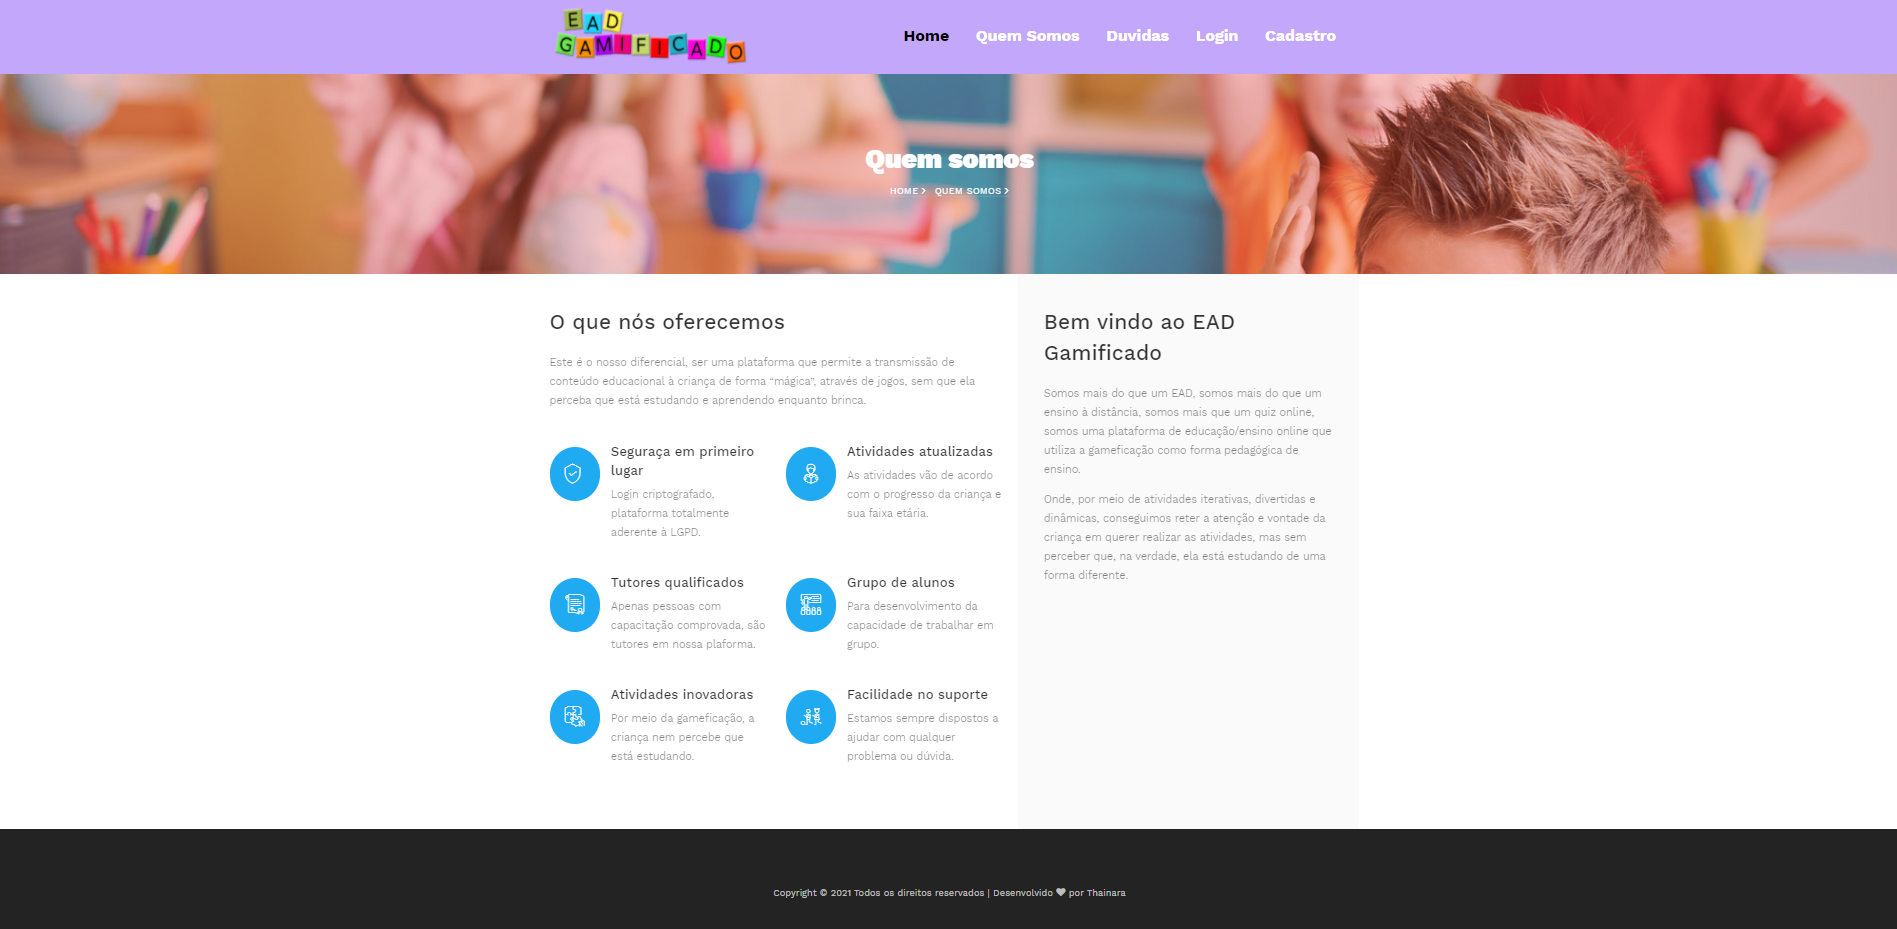 EAD
GAMIFICADO
Home Quem Somos Duvidas Login Cadastro
Quem somos
HOME > QUEM SOMOS >
O que nós oferecemos
Este é o nosso diferencial, ser uma plataforma que permite a transmissão de
conteúdo educacional à criança de forma “mágica”, através de jogos, sem que ela
perceba que está estudando e aprendendo enquanto brinca.
Seguraça em primeiro
lugar
Login criptografado,
plataforma totalmente
aderente à LGPD.
Atividades atualizadas
As atividades vão de acordo
com o progresso da criança e
sua faixa etária.
Tutores qualificados
Apenas pessoas com
capacitação comprovada, são
tutores em nossa plaforma.
Grupo de alunos
Para desenvolvimento da
capacidade de trabalhar em
grupo.
Atividades inovadoras
Por meio da gameficação, a
criança nem percebe que
está estudando.
Facilidade no suporte
Estamos sempre dispostos a
ajudar com qualquer
problema ou dúvida.
Bem vindo ao EAD
Gamificado
Somos mais do que um EAD, somos mais do que um
ensino à distância, somos mais que um quiz online,
somos uma plataforma de educação/ensino online que
utiliza a gameficação como forma pedagógica de
ensino.
Onde, por meio de atividades iterativas, divertidas e
dinâmicas, conseguimos reter a atenção e vontade da
criança em querer realizar as atividades, mas sem
perceber que, na verdade, ela está estudando de uma
forma diferente.
Copyright © 2021 Todos os direitos reservados | Desenvolvido ♥ por Thainara